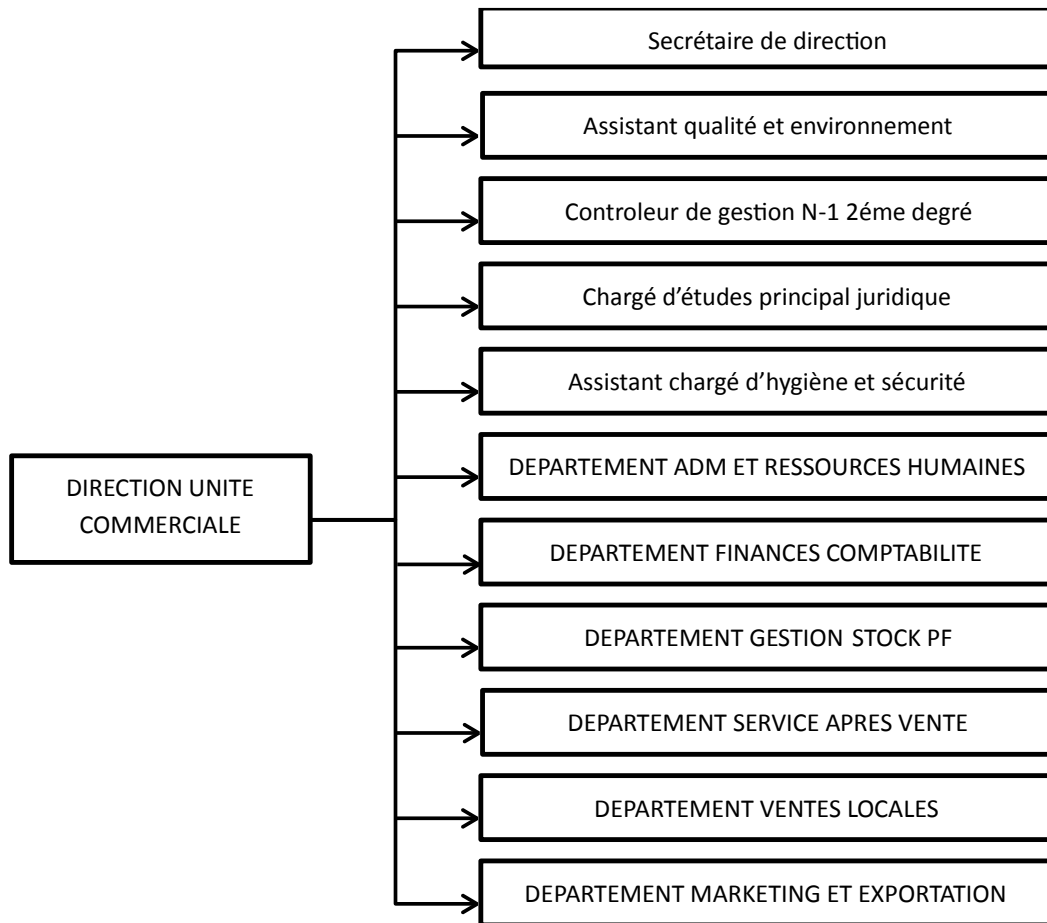 Secrétaire de direction
Assistant qualité et environnement
Controleur de gestion N-1 2éme degré
Chargé d’études principal juridique
Assistant chargé d’hygiène et sécurité
DIRECTION UNITE
COMMERCIALE
DEPARTEMENT ADM ET RESSOURCES HUMAINES
DEPARTEMENT FINANCES COMPTABILITE
DEPARTEMENT GESTION STOCK PF
DEPARTEMENT SERVICE APRES VENTE
DEPARTEMENT VENTES LOCALES
DEPARTEMENT MARKETING ET EXPORTATION